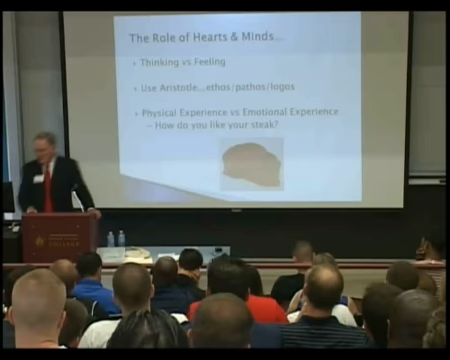 The Role of Hearts & Minds...
Thinking vs Feeling
Use Aristotle...ethos/pathos/logos
Physical Experience vs Emotional Experience
– How do you like your steak?
COLLEGE